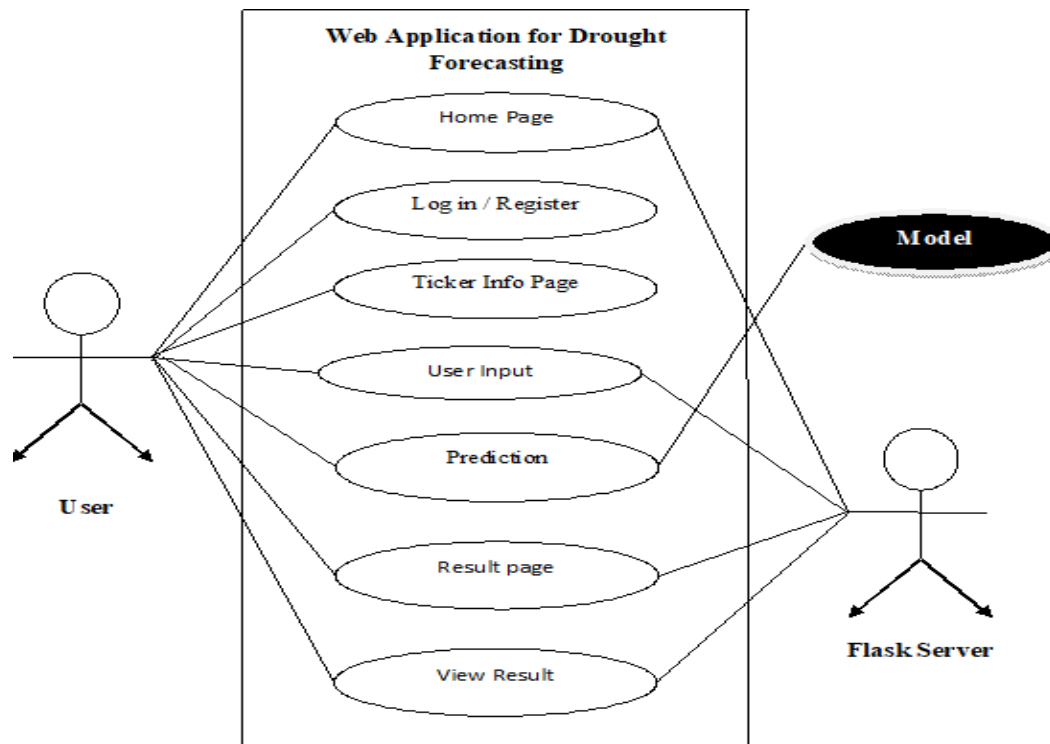 Web Application for Drought
Forecasting
Home Page
Log in / Register
Ticker Info Page
Model
User Input
Prediction
User
Result page
Flask Server
View Result